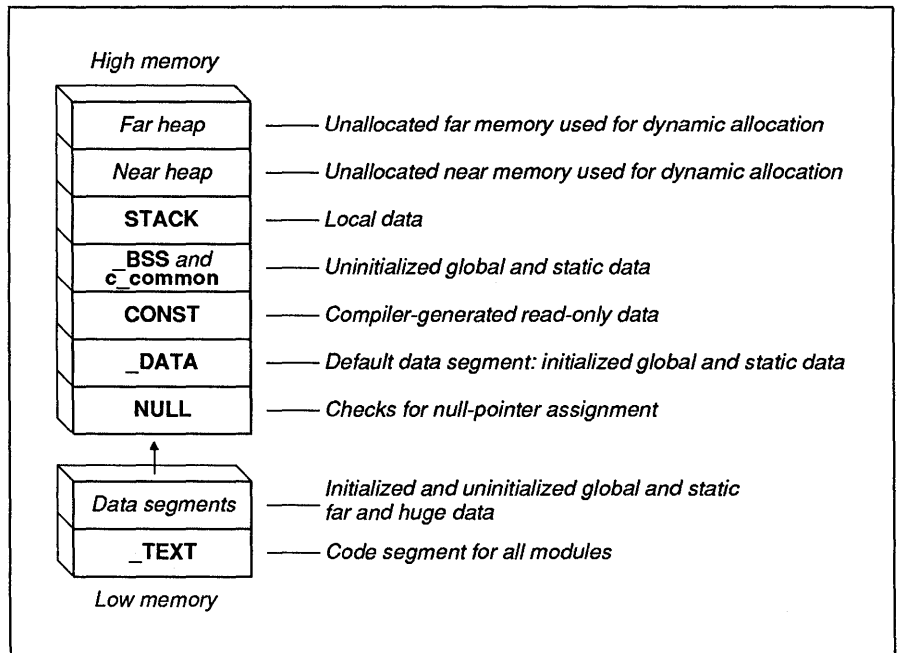 High memory
Far heap — Unallocated far memory used for dynamic allocation
Near heap — Unallocated near memory used for dynamic allocation
STACK — Local data
_BSS and
c_common — Uninitialized global and static data
CONST — Compiler-generated read-only data
_DATA — Default data segment: initialized global and static data
NULL — Checks for null-pointer assignment
Data segments — Initialized and uninitialized global and static
far and huge data
_TEXT — Code segment for all modules
Low memory